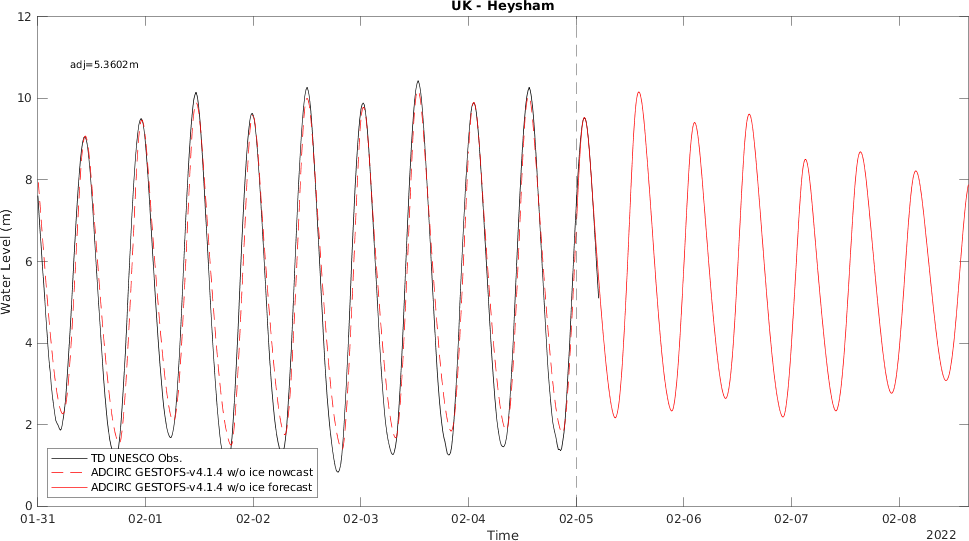 UK - Heysham
adj=5.3602m
12
10
8
6
4
2
0
Water Level (m)
TD UNESCO Obs.
ADCIRC GESTOFS-v4.1.4 w/o ice nowcast
ADCIRC GESTOFS-v4.1.4 w/o ice forecast
01-31 02-01 02-02 02-03 02-04 02-05 02-06 02-07 02-08
Time
2022